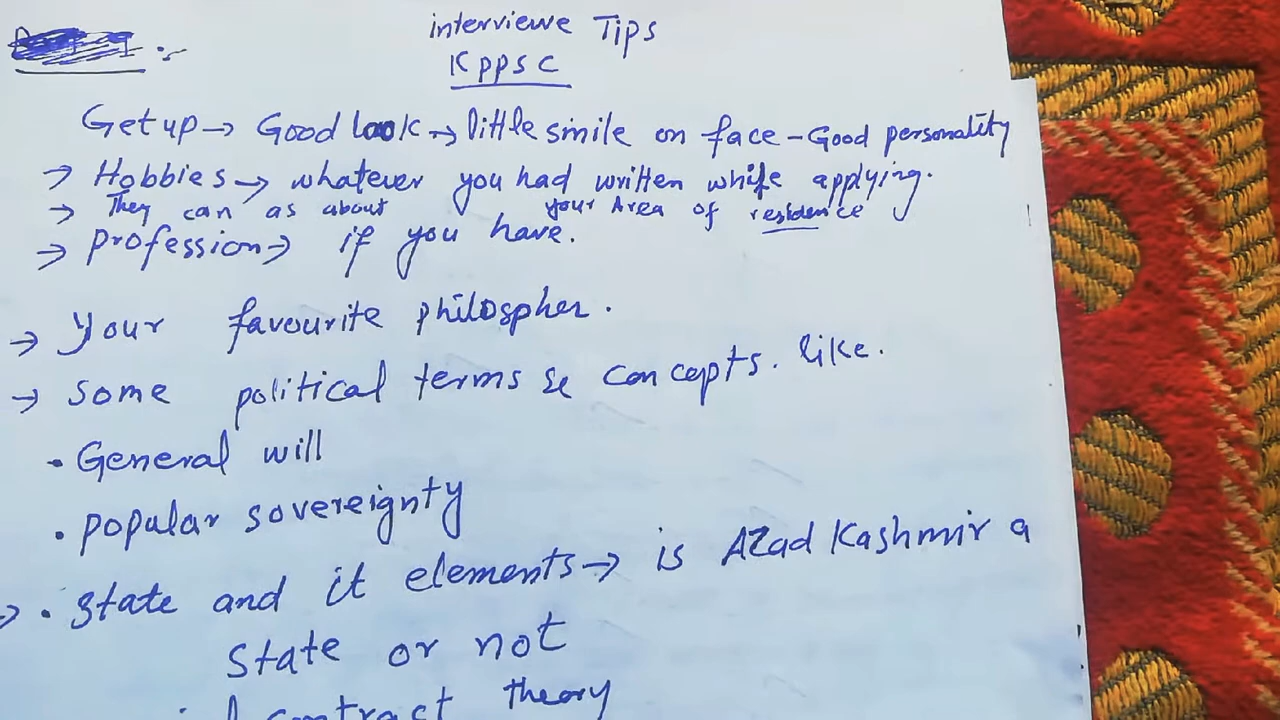 interviewe Tips
KppsC
Getup → Good look → little smile on face - Good personality
→ Hobbies → whatever you had written while applying.
→ They can as about your Area of residence
→ profession → if you have.
→ Your favourite philospher.
→ some political terms & concepts. like.
• General will
• popular sovereignty
→ • state and it elements → is Azad Kashmir a
State or not
contract theory